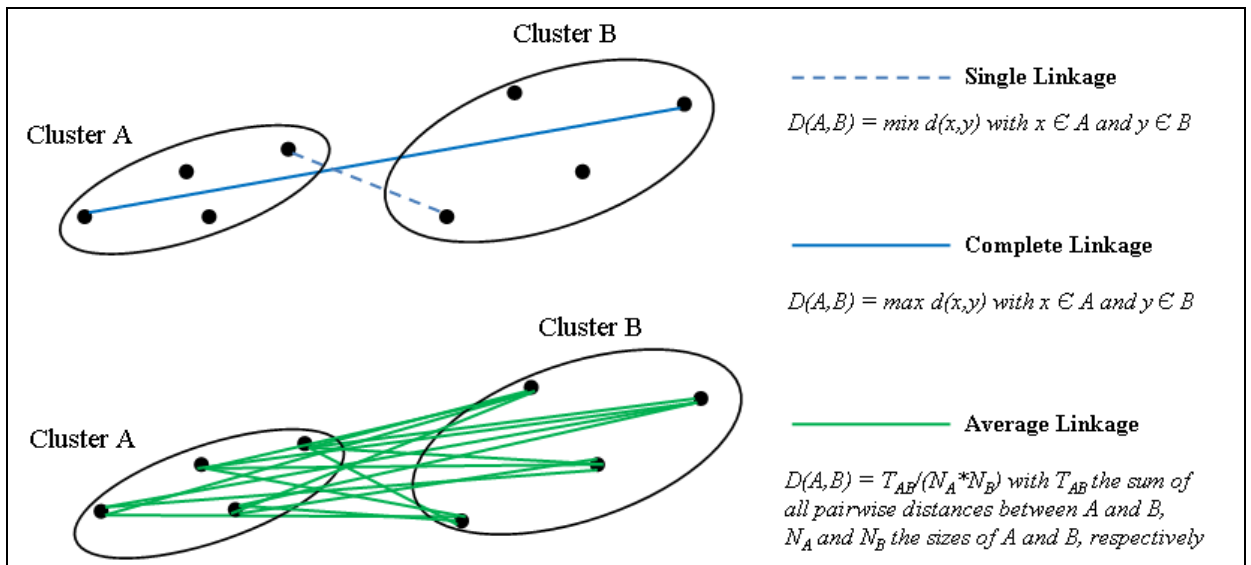 Cluster B
Cluster A
Single Linkage
D(A,B) = min d(x,y) with x Є A and y Є B
Complete Linkage
D(A,B) = max d(x,y) with x Є A and y Є B
Cluster B
Cluster A
Average Linkage
D(A,B) = T_AB/(N_A*N_B) with T_AB the sum of
all pairwise distances between A and B,
N_A and N_B the sizes of A and B, respectively